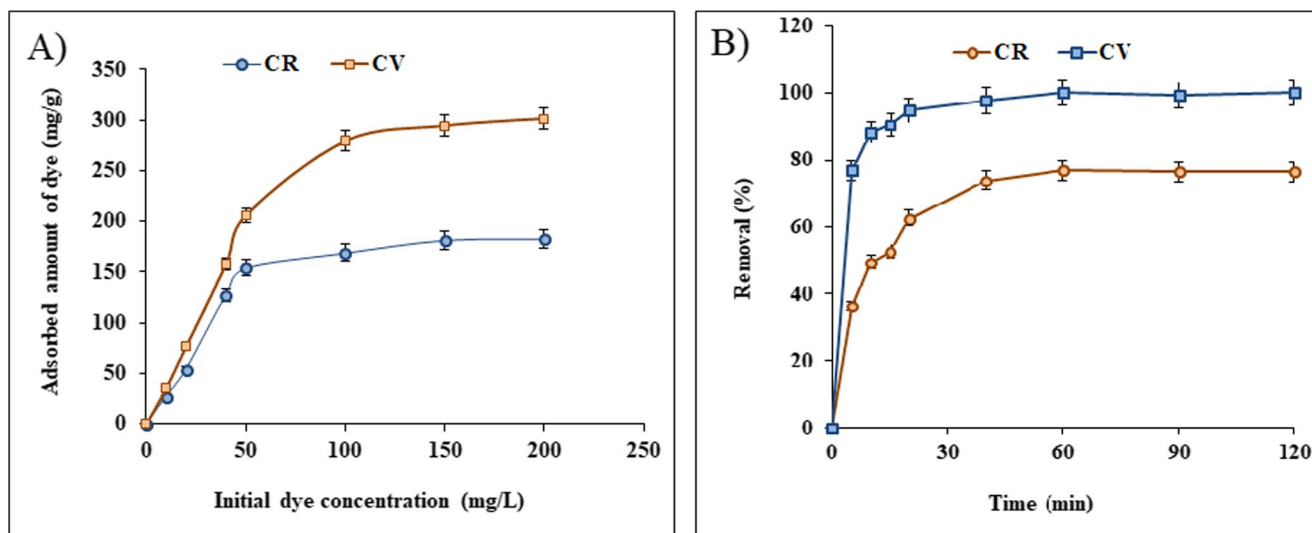 A)
CR CV
350
300
250
200
150
100
50
0
0 50 100 150 200 250
Adsorbed amount of dye (mg/g)
Initial dye concentration (mg/L)
B)
CR CV
120
100
80
60
40
20
0
0 30 60 90 120
Removal (%)
Time (min)